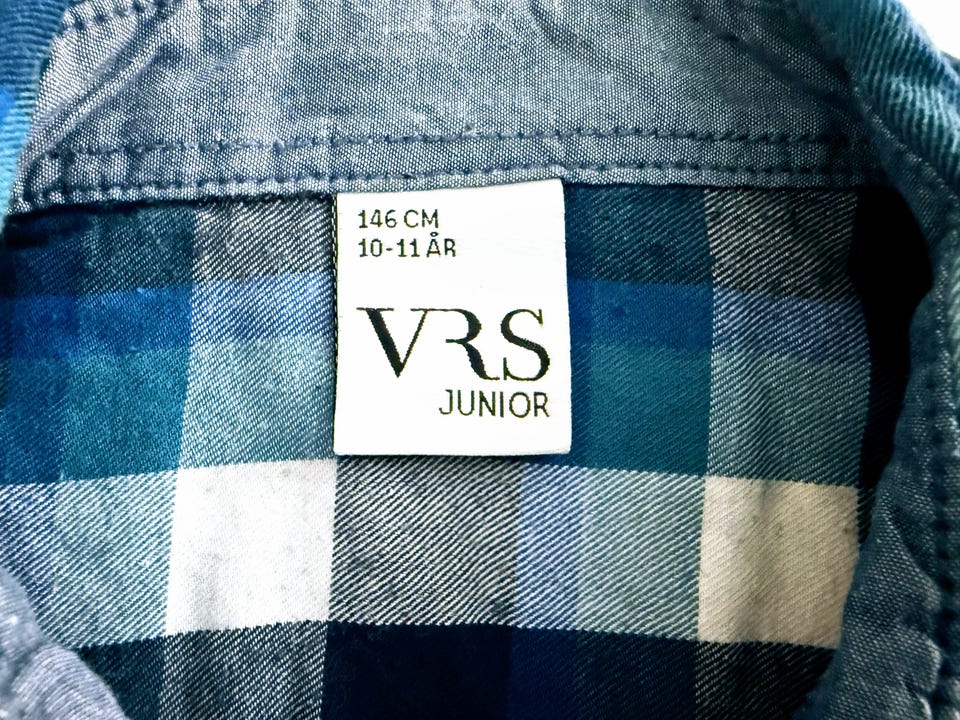 146 CM
10-11 ÅR
VRS
JUNIOR